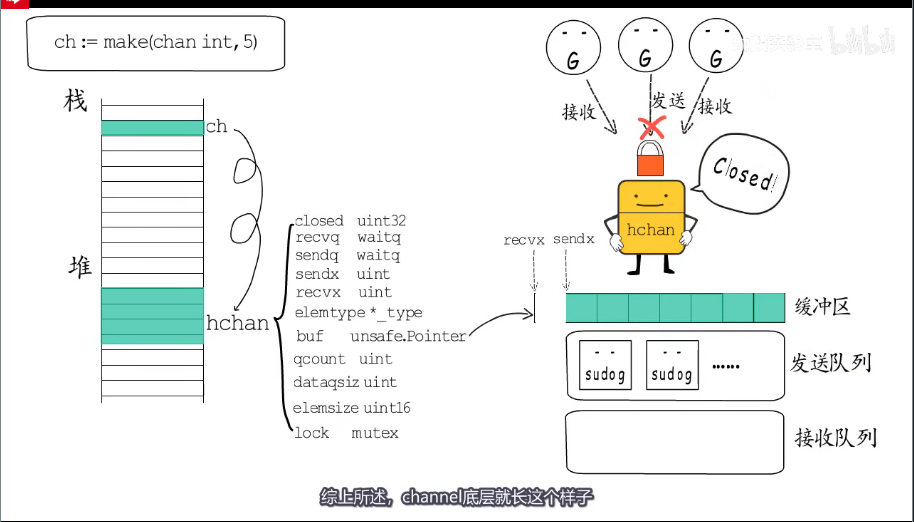 ch := make(chan int, 5)
栈
ch
堆
hchan
closed uint32
recvq waitq
sendq waitq
sendx uint
recvx uint
elemtype *_type
buf unsafe.Pointer
qcount uint
dataqsiz uint
elemsize uint16
lock mutex
G
G
G
接收
发送
接收
Closed!
hchan
recvx sendx
缓冲区
sudog
sudog
……
发送队列
接收队列
综上所述，channel底层就长这个样子
bilibili